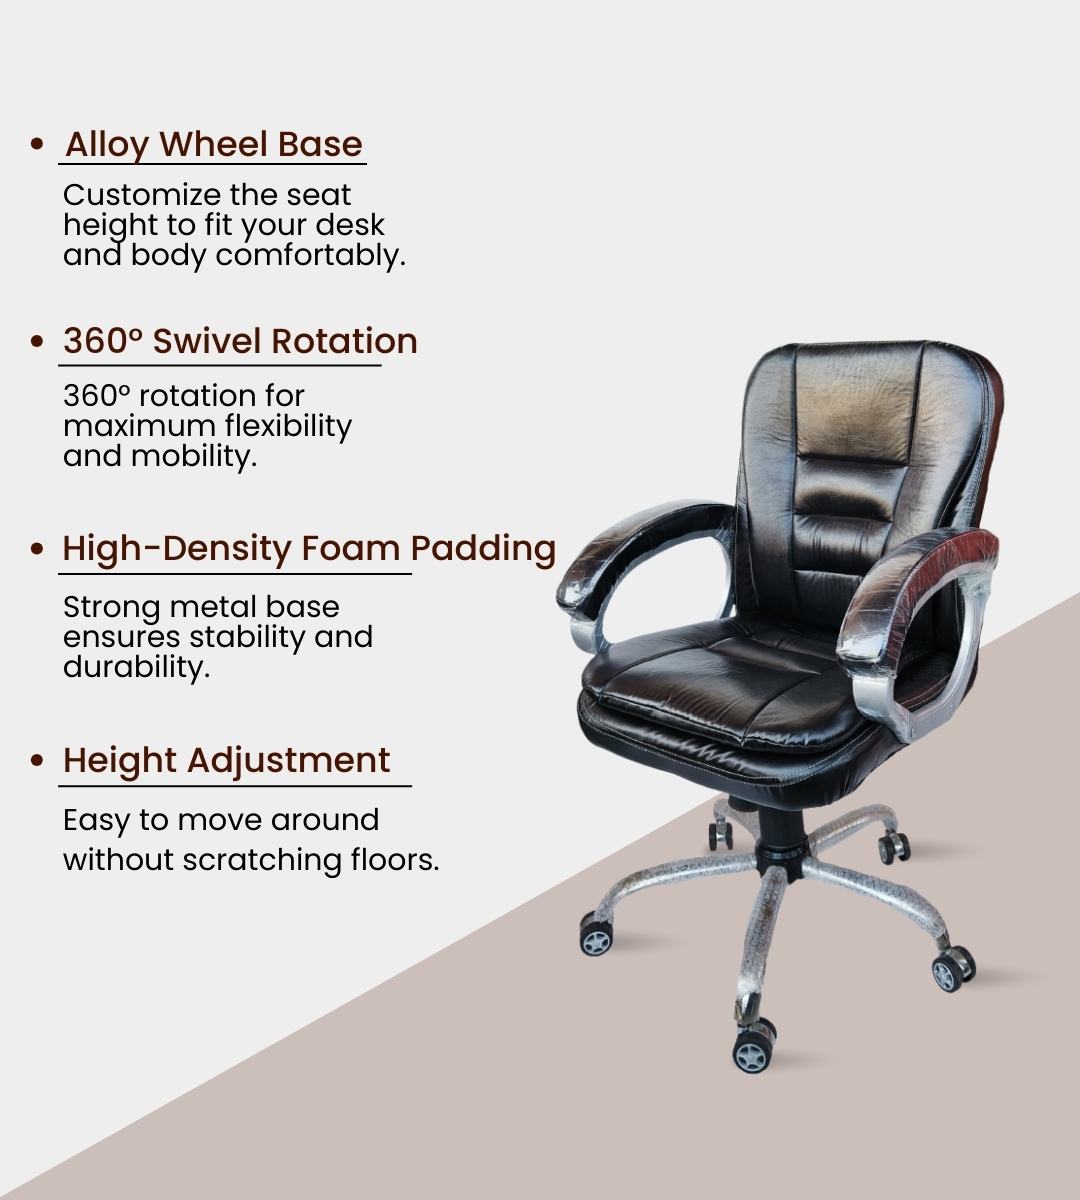 • Alloy Wheel Base
Customize the seat
height to fit your desk
and body comfortably.
• 360° Swivel Rotation
360° rotation for
maximum flexibility
and mobility.
• High-Density Foam Padding
Strong metal base
ensures stability and
durability.
• Height Adjustment
Easy to move around
without scratching floors.